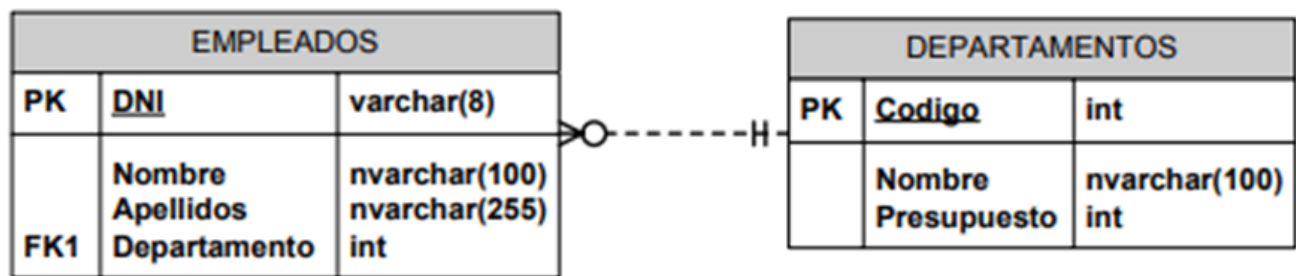 EMPLEADOS
PK DNI varchar(8)
Nombre nvarchar(100)
Apellidos nvarchar(255)
FK1 Departamento int
DEPARTAMENTOS
PK Codigo int
Nombre nvarchar(100)
Presupuesto int